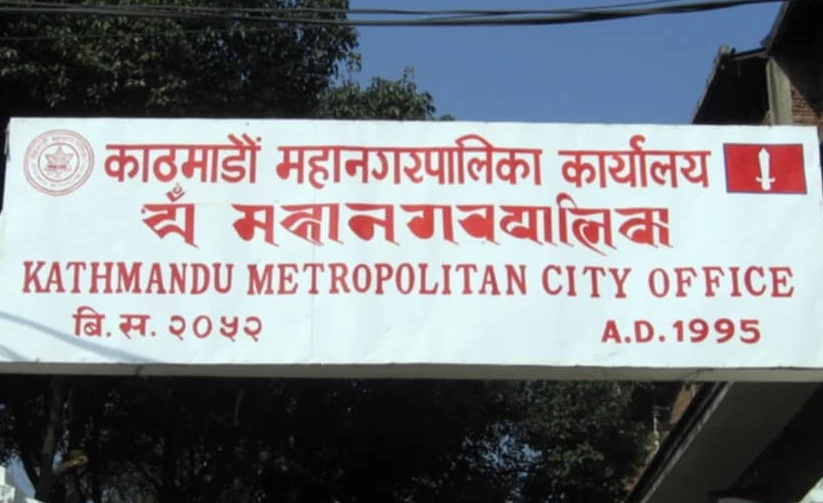 काठमाडौं महानगरपालिका कार्यालय
KATHMANDU METROPOLITAN CITY OFFICE
बि.स. २०५२
A.D.1995